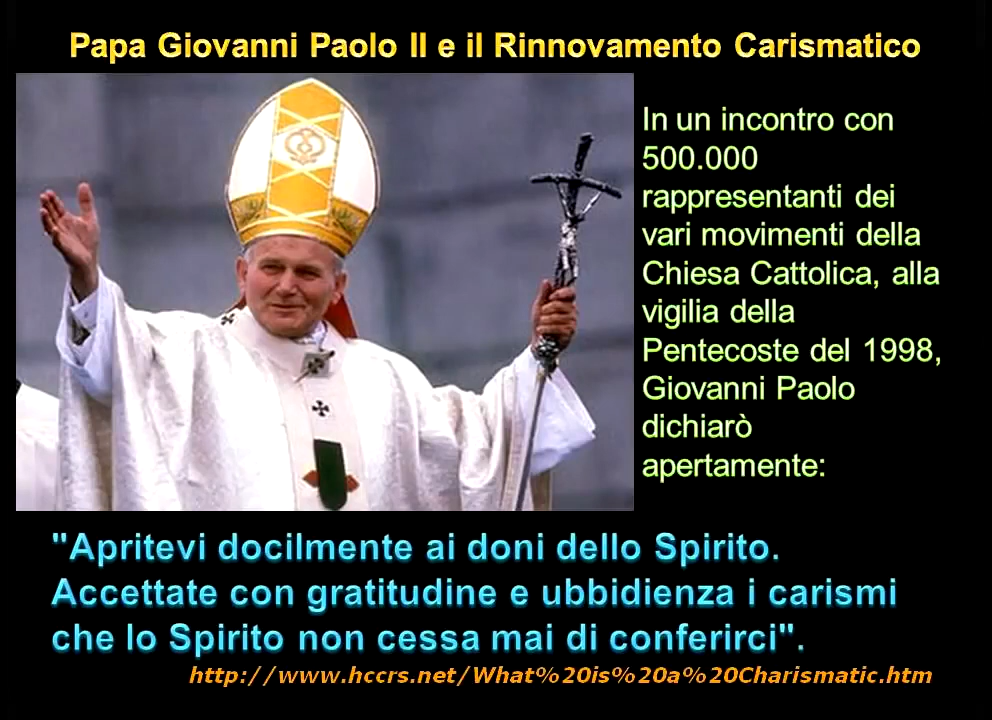 Papa Giovanni Paolo II e il Rinnovamento Carismatico
In un incontro con
500.000
rappresentanti dei
vari movimenti della
Chiesa Cattolica, alla
vigilia della
Pentecoste del 1998,
Giovanni Paolo
dichiarò
apertamente:
"Apritevi docilmente ai doni dello Spirito.
Accettate con gratitudine e ubbidienza i carismi
che lo Spirito non cessa mai di conferirci".
http://www.hccrs.net/What%20is%20a%20Charismatic.htm